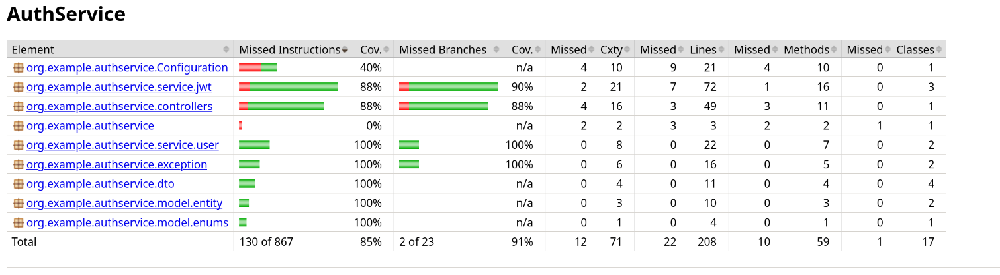 AuthService
Element Missed Instructions Cov. Missed Branches Cov. Missed Cxty Missed Lines Missed Methods Missed Classes
org.example.authservice.Configuration 40% n/a 4 10 9 21 4 10 0 1
org.example.authservice.service.jwt 88% 90% 2 21 7 72 1 16 0 3
org.example.authservice.controllers 88% 88% 4 16 3 49 3 11 0 1
org.example.authservice 0% n/a 2 2 3 3 2 2 1 1
org.example.authservice.service.user 100% 100% 0 8 0 22 0 7 0 2
org.example.authservice.exception 100% 100% 0 6 0 16 0 5 0 2
org.example.authservice.dto 100% n/a 0 4 0 11 0 4 0 4
org.example.authservice.model.entity 100% n/a 0 3 0 10 0 3 0 2
org.example.authservice.model.enums 100% n/a 0 1 0 4 0 1 0 1
Total 130 of 867 85% 2 of 23 91% 12 71 22 208 10 59 1 17